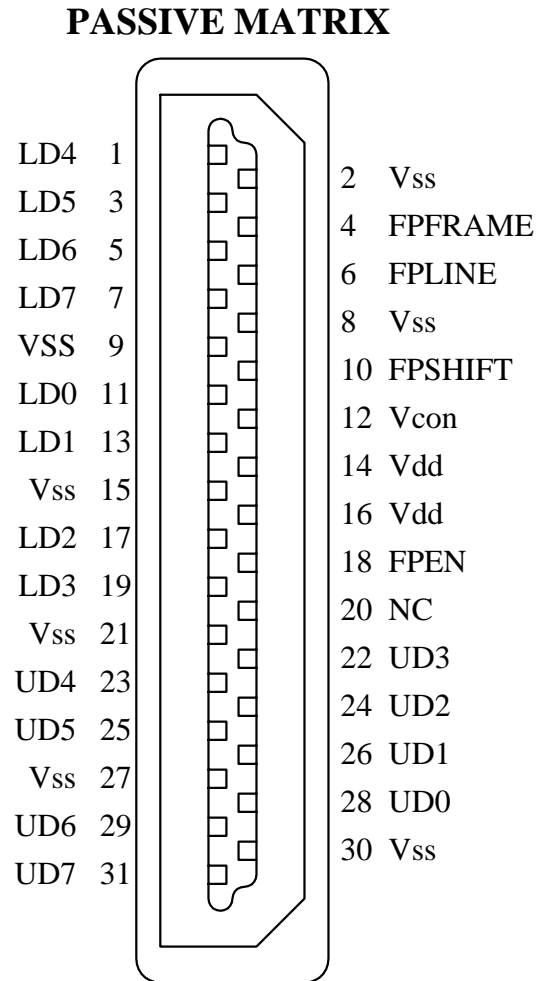 PASSIVE MATRIX
LD4 1
2 Vss
LD5 3
4 FPFRAME
LD6 5
6 FPLINE
LD7 7
8 Vss
VSS 9
10 FPSHIFT
LD0 11
12 Vcon
LD1 13
14 Vdd
Vss 15
16 Vdd
LD2 17
18 FPEN
LD3 19
20 NC
Vss 21
22 UD3
UD4 23
24 UD2
UD5 25
26 UD1
Vss 27
28 UD0
UD6 29
30 Vss
UD7 31